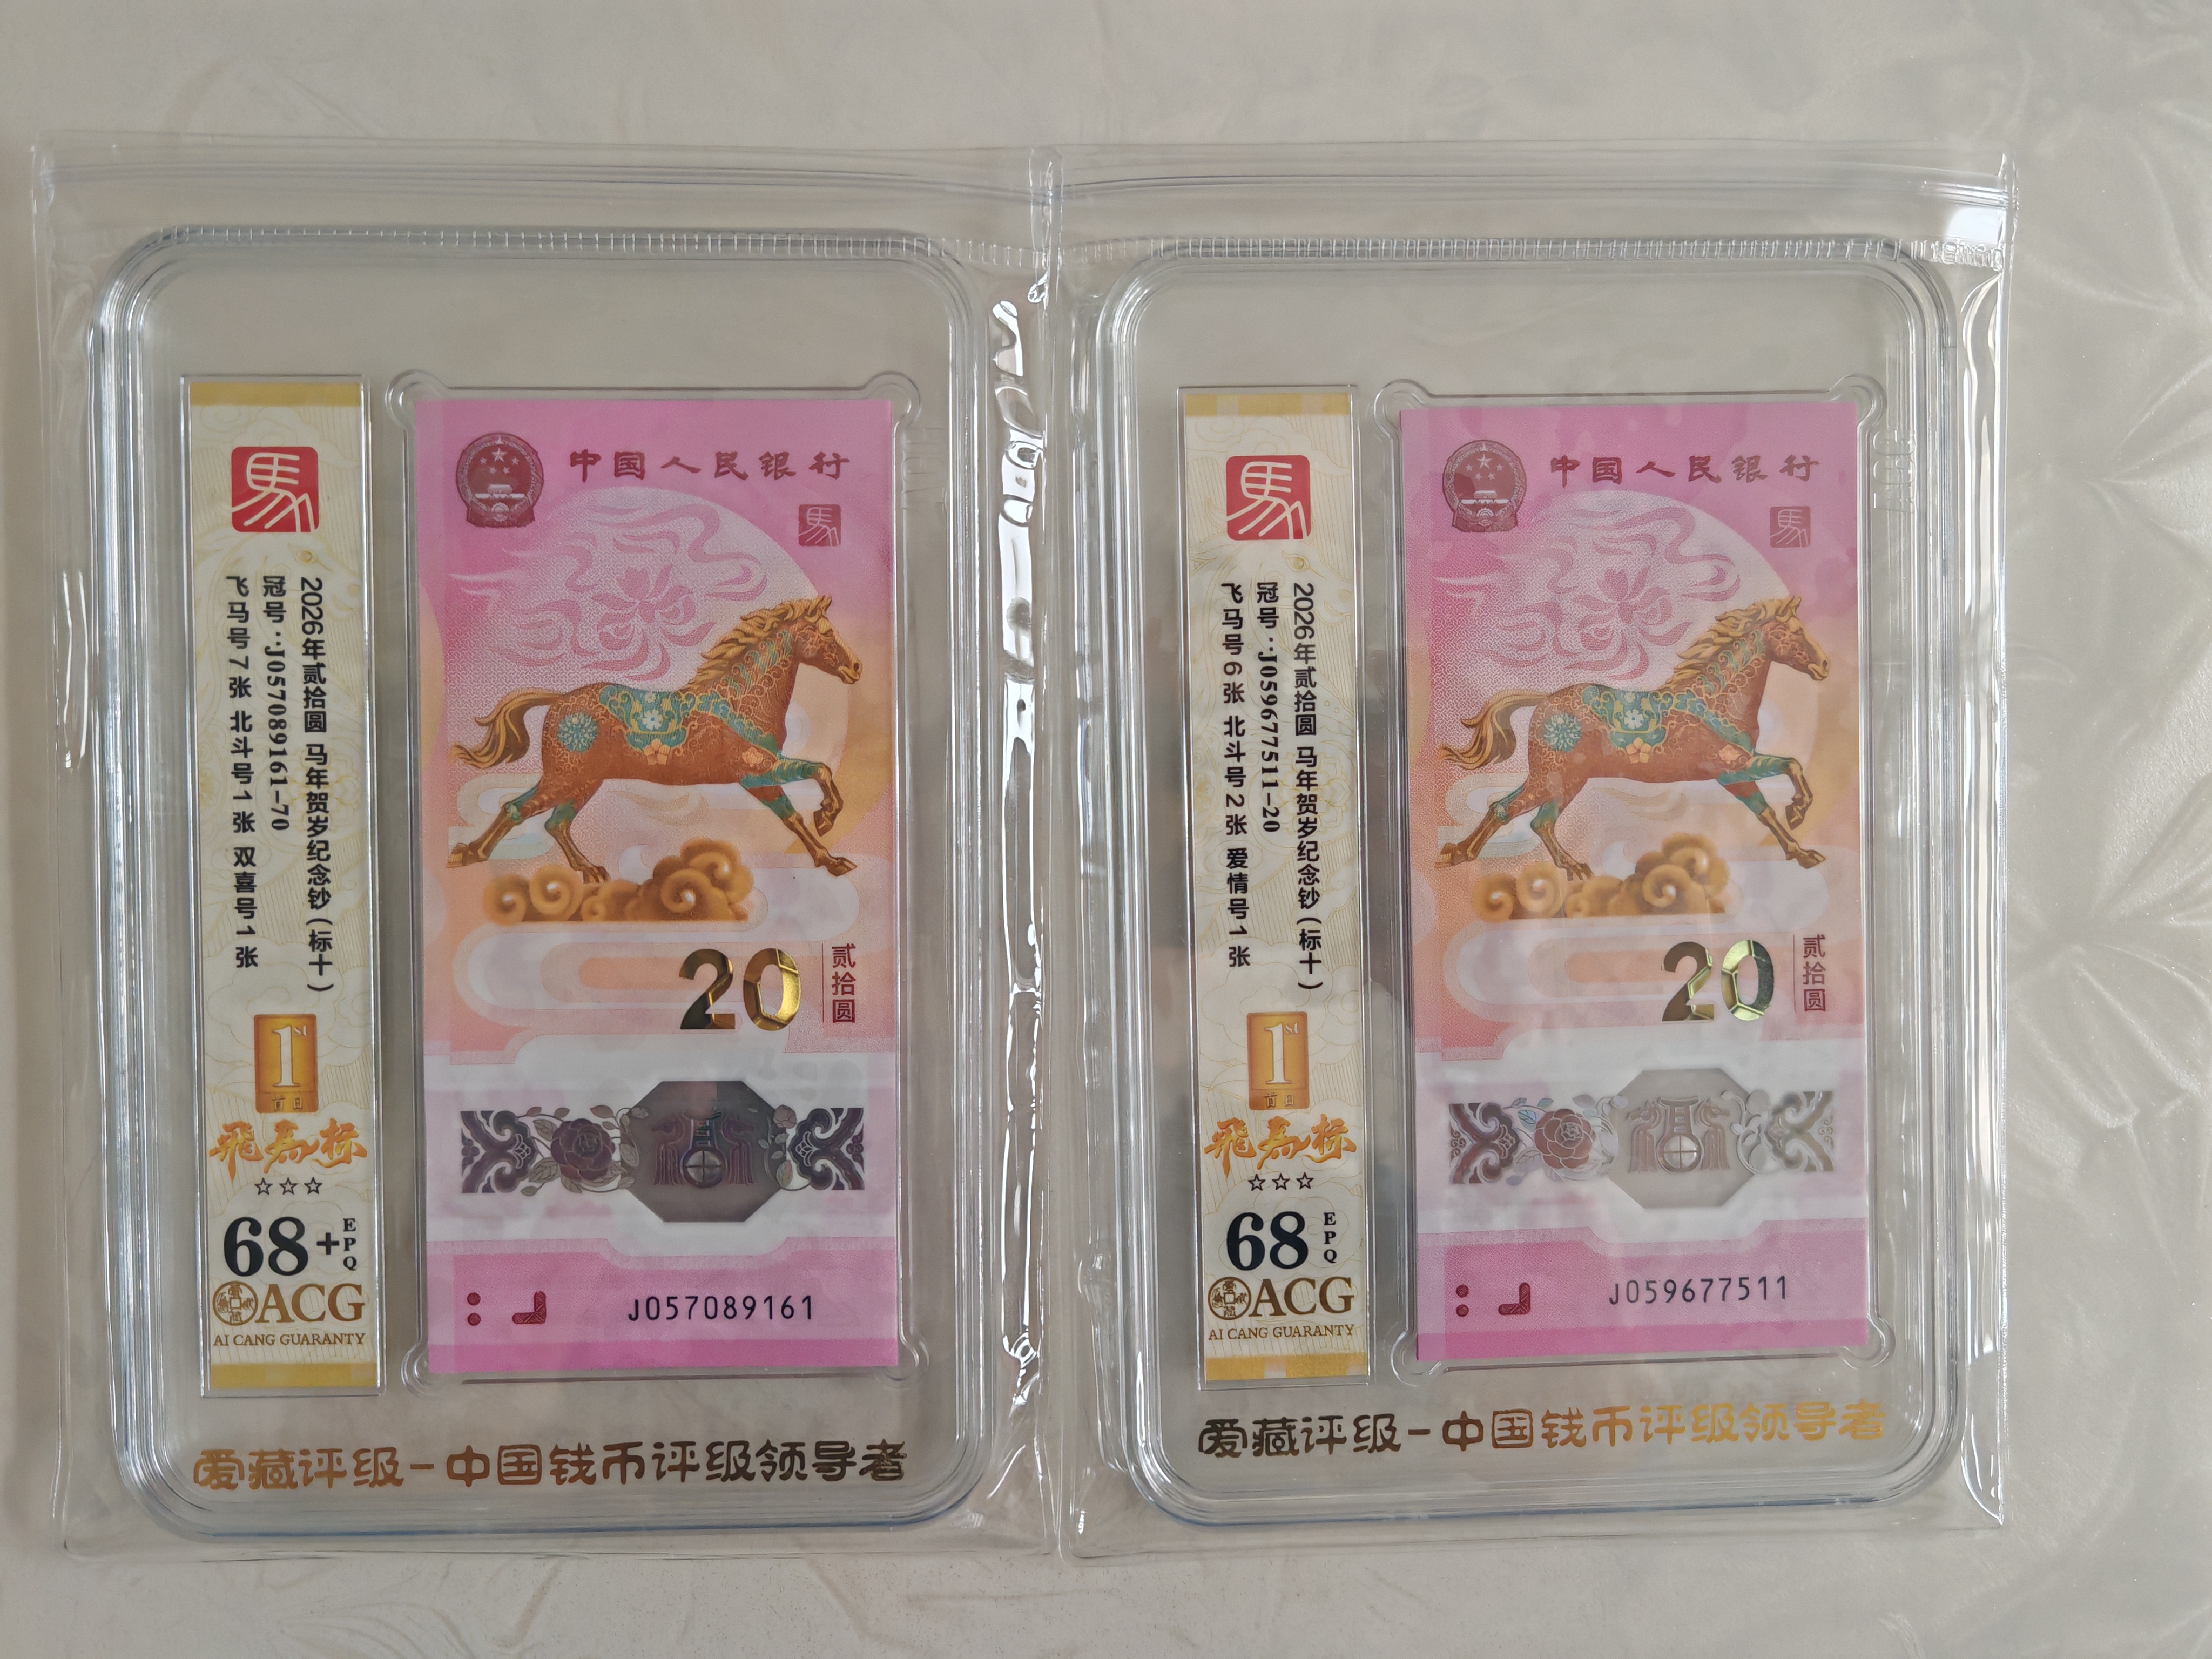 馬
2026年贰拾圆 马年贺岁纪念钞(标十)
冠号:J057089161-70
飞马号7张 北斗号1张 双喜号1张
1st
首日
飛馬标
☆☆☆
68+
EPQ
ACG
AI CANG GUARANTY
中国人民银行
馬
20
贰拾圆
J057089161
爱藏评级-中国钱币评级领导者
馬
2026年贰拾圆 马年贺岁纪念钞(标十)
冠号:J059677511-20
飞马号6张 北斗号2张 爱情号1张
1st
首日
飛馬标
☆☆☆
68
EPQ
ACG
AI CANG GUARANTY
中国人民银行
馬
20
贰拾圆
J059677511
爱藏评级-中国钱币评级领导者